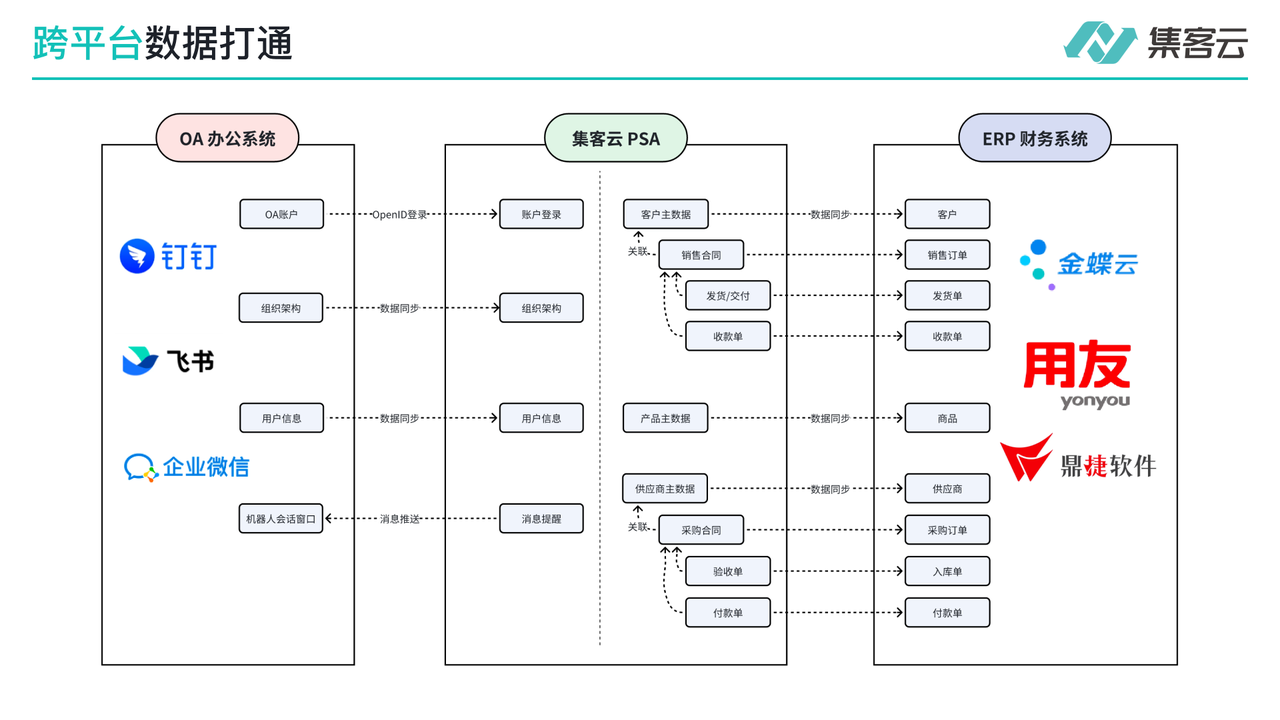 跨平台数据打通
集客云
OA 办公系统
集客云 PSA
ERP 财务系统
OA账户
OpenID登录
账户登录
客户主数据
数据同步
客户
钉钉
关联
销售合同
销售订单
金蝶云
发货/交付
发货单
组织架构
数据同步
组织架构
收款单
收款单
飞书
用友
yonyou
用户信息
数据同步
用户信息
产品主数据
数据同步
商品
企业微信
鼎捷软件
供应商主数据
数据同步
供应商
机器人会话窗口
消息推送
消息提醒
关联
采购合同
采购订单
验收单
入库单
付款单
付款单